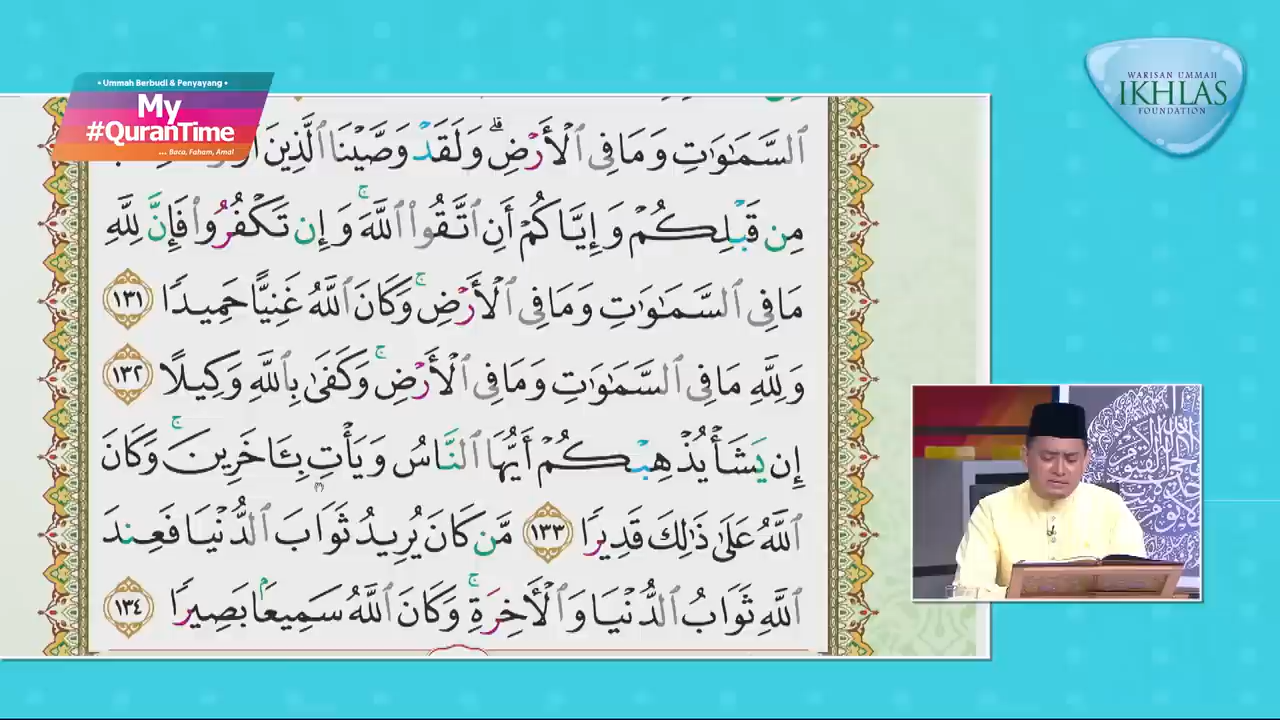 • Ummah Berbudi & Penyayang •
My
#QuranTime
... Baca, Faham, Amal
WARISAN UMMAH
IKHLAS
FOUNDATION
ٱلسَّمَٰوَٰتِ وَمَا فِى ٱلْأَرْضِ ۗ وَلَقَدْ وَصَّيْنَا ٱلَّذِينَ
مِن قَبْلِكُمْ وَإِيَّاكُمْ أَنِ ٱتَّقُوا۟ ٱللَّهَ ۚ وَإِن تَكْفُرُوا۟ فَإِنَّ لِلَّهِ
مَا فِى ٱلسَّمَٰوَٰتِ وَمَا فِى ٱلْأَرْضِ ۚ وَكَانَ ٱللَّهُ غَنِيًّا حَمِيدًا ١٣١
وَلِلَّهِ مَا فِى ٱلسَّمَٰوَٰتِ وَمَا فِى ٱلْأَرْضِ ۚ وَكَفَىٰ بِٱللَّهِ وَكِيلًا ١٣٢
إِن يَشَأْ يُذْهِبْكُمْ أَيُّهَا ٱلنَّاسُ وَيَأْتِ بِـَٔاخَرِينَ ۚ وَكَانَ
ٱللَّهُ عَلَىٰ ذَٰلِكَ قَدِيرًا ١٣٣ مَّن كَانَ يُرِيدُ ثَوَابَ ٱلدُّنْيَا فَعِندَ
ٱللَّهِ ثَوَابُ ٱلدُّنْيَا وَٱلْأَخِرَةِ ۚ وَكَانَ ٱللَّهُ سَمِيعًۢا بَصِيرًا ١٣٤